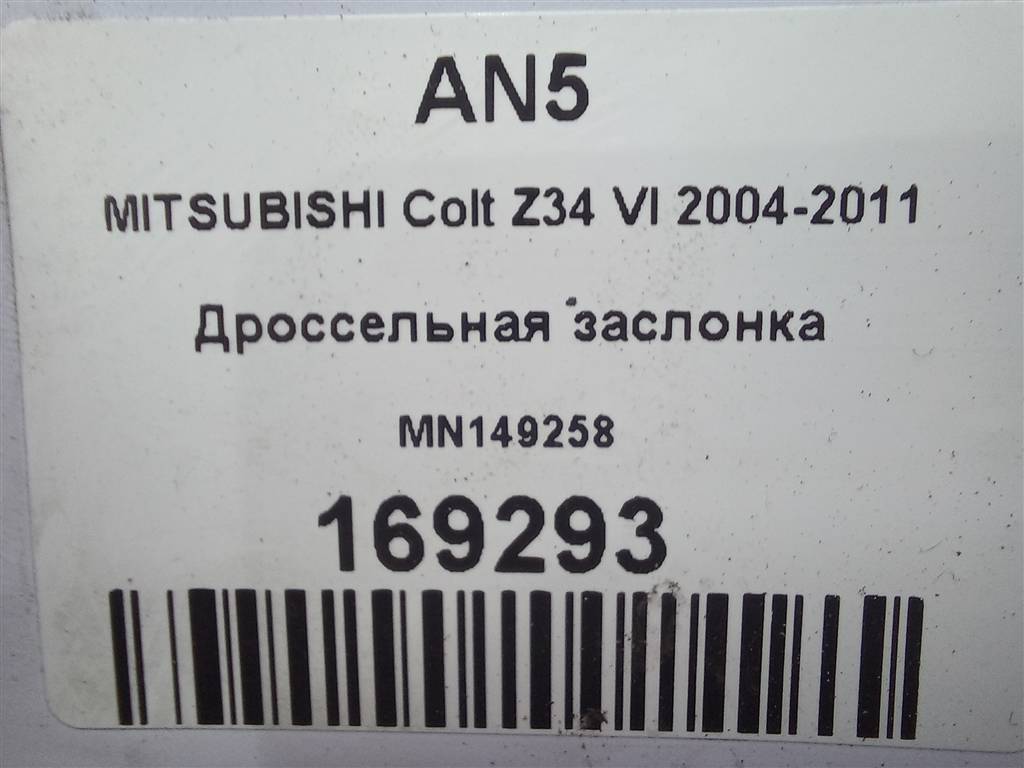 AN5
MITSUBISHI Colt Z34 VI 2004-2011
Дроссельная заслонка
MN149258
169293